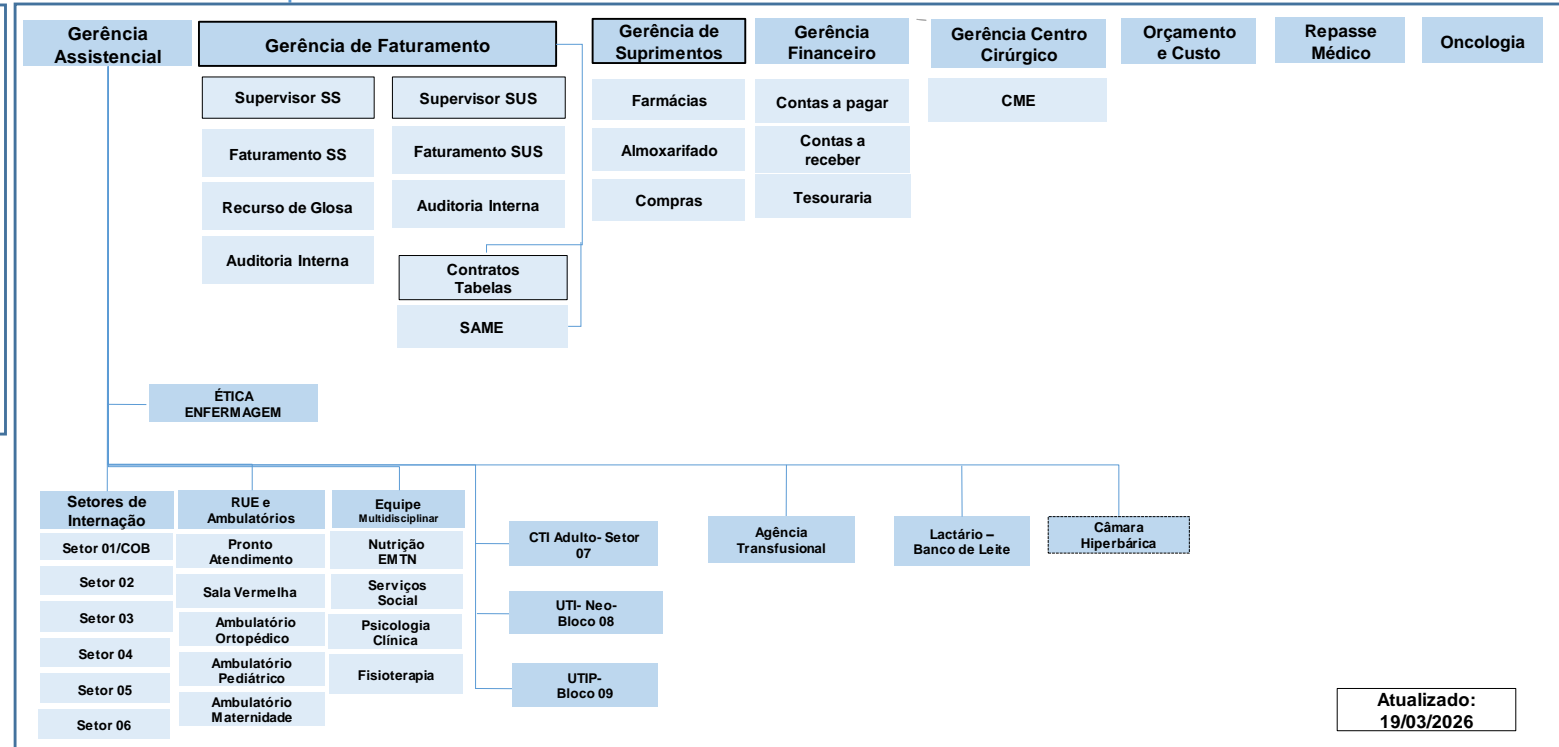 Gerência
Assistencial
Gerência de Faturamento
Gerência de
Suprimentos
Gerência
Financeiro
Gerência Centro
Cirúrgico
Orçamento
e Custo
Repasse
Médico
Oncologia
Supervisor SS
Supervisor SUS
Farmácias
Contas a pagar
CME
Faturamento SS
Faturamento SUS
Almoxarifado
Contas a
receber
Recurso de Glosa
Auditoria Interna
Compras
Tesouraria
Auditoria Interna
Contratos
Tabelas
SAME
ÉTICA
ENFERMAGEM
Setores de
Internação
Setor 01/COB
Setor 02
Setor 03
Setor 04
Setor 05
Setor 06
RUE e
Ambulatórios
Pronto
Atendimento
Sala Vermelha
Ambulatório
Ortopédico
Ambulatório
Pediátrico
Ambulatório
Maternidade
Equipe
Multidisciplinar
Nutrição
EMTN
Serviços
Social
Psicologia
Clínica
Fisioterapia
CTI Adulto- Setor
07
UTI- Neo-
Bloco 08
UTIP-
Bloco 09
Agência
Transfusional
Lactário –
Banco de Leite
Câmara
Hiperbárica
Atualizado:
19/03/2026